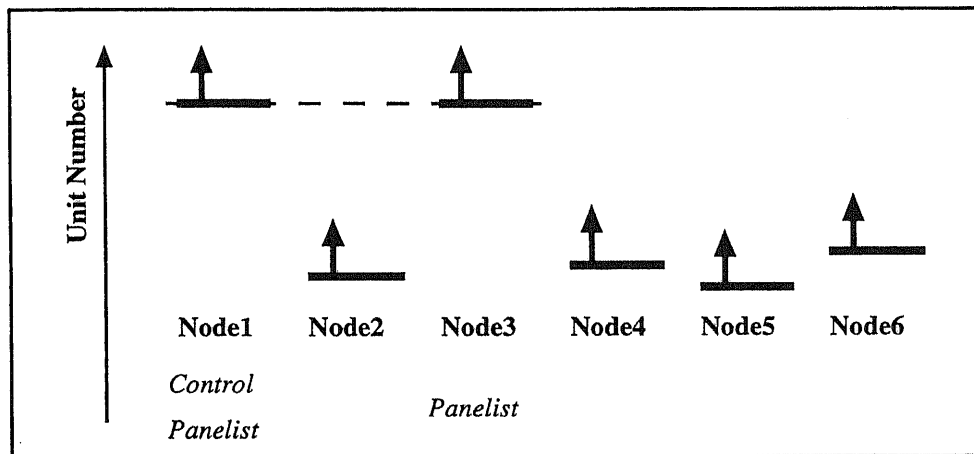 Unit Number
Node1 Node2 Node3 Node4 Node5 Node6
Control
Panelist
Panelist